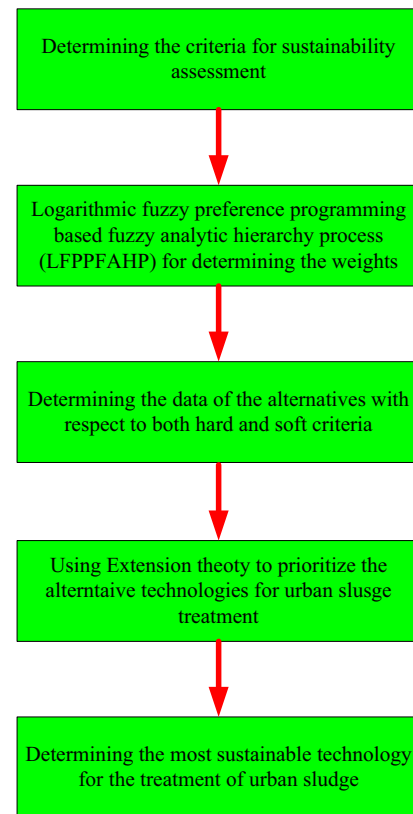 Determining the criteria for sustainability
assessment
Logarithmic fuzzy preference programming
based fuzzy analytic hierarchy process
(LFPPFAHP) for determining the weights
Determining the data of the alternatives with
respect to both hard and soft criteria
Using Extension theoty to prioritize the
alterntaive technologies for urban slusge
treatment
Determining the most sustainable technology
for the treatment of urban sludge